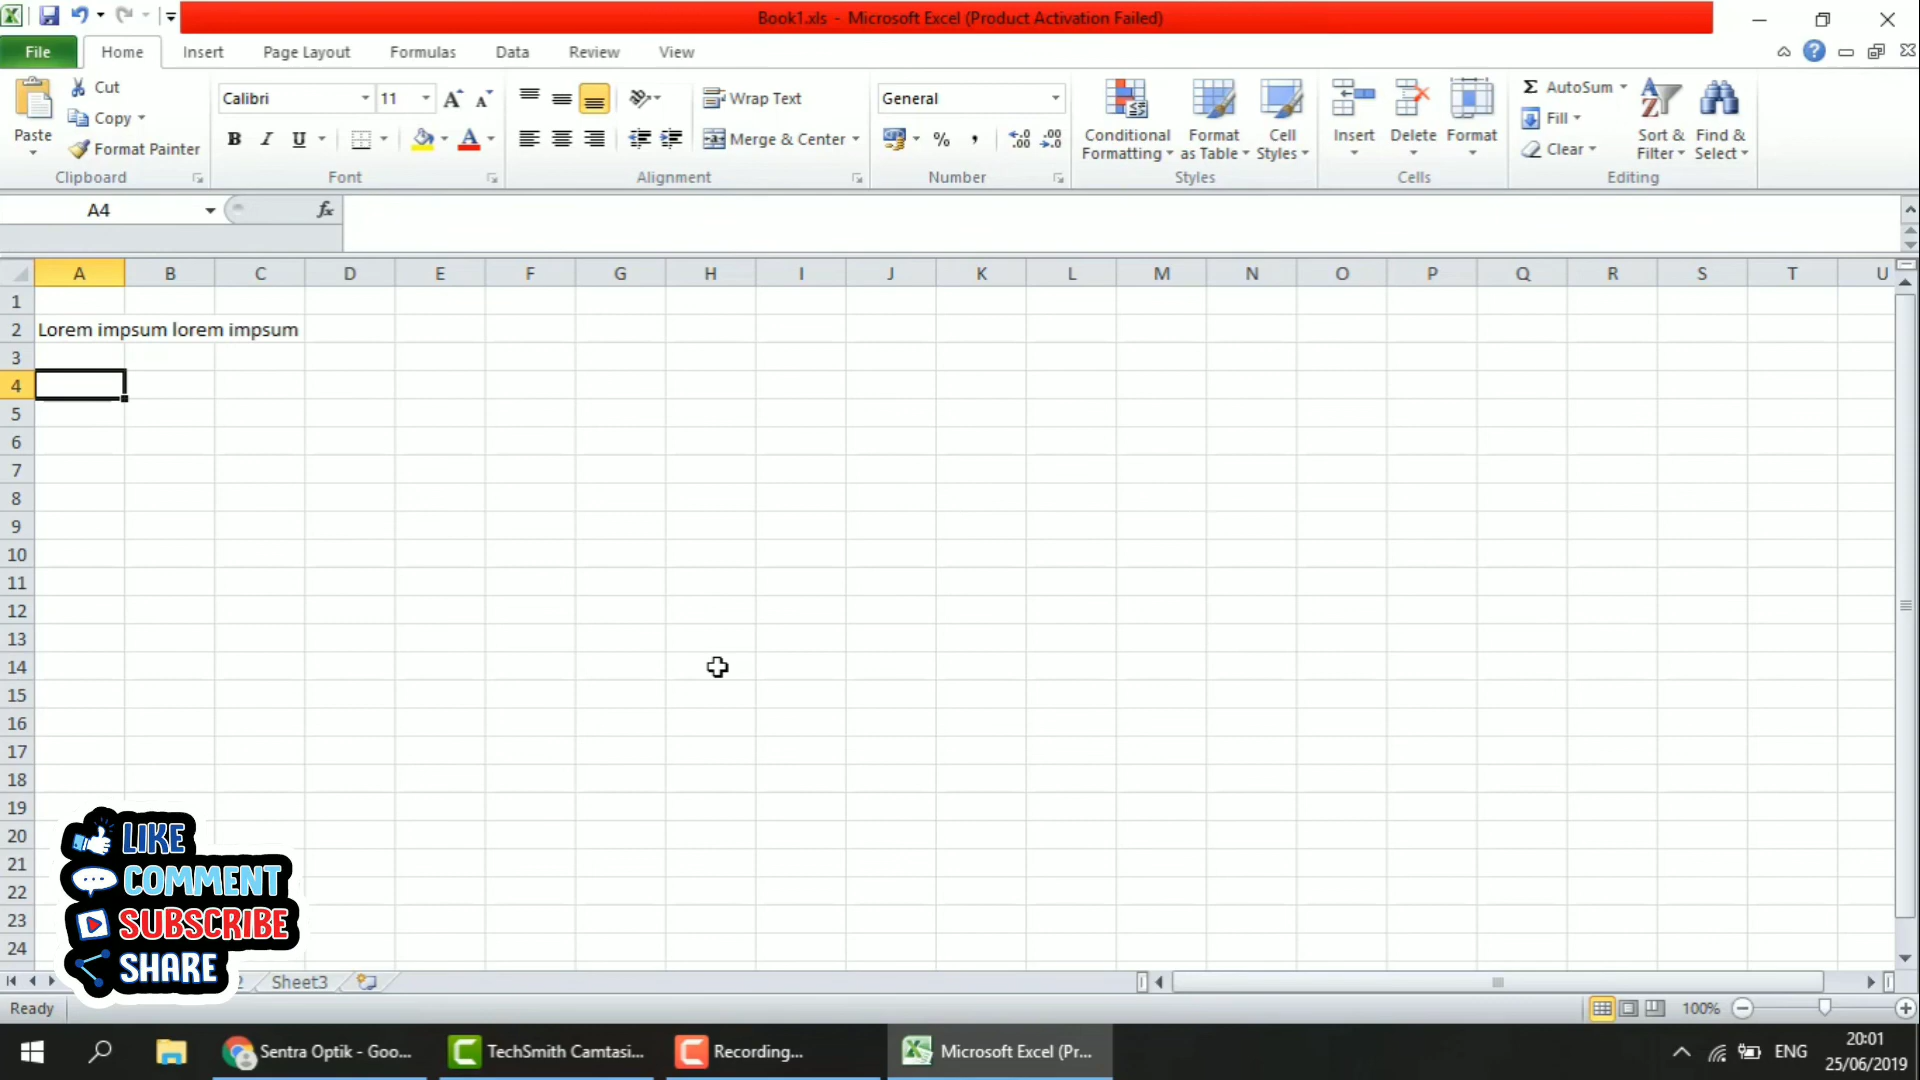 Book1.xls - Microsoft Excel (Product Activation Failed)
File Home Insert Page Layout Formulas Data Review View
Paste
Cut
Copy
Format Painter
Clipboard
Calibri 11
B I U
Font
Wrap Text
Merge & Center
Alignment
General
%
Number
Conditional Formatting
Format as Table
Cell Styles
Styles
Insert Delete Format
Cells
AutoSum
Fill
Clear
Sort & Filter
Find & Select
Editing
A4 fx
A B C D E F G H I J K L M N O P Q R S T U
1
2 Lorem impsum lorem impsum
3
4
5
6
7
8
9
10
11
12
13
14
15
16
17
18
19
20
21
22
23
24
LIKE
COMMENT
SUBSCRIBE
SHARE
Sheet3
Ready
100%
Sentra Optik - Goo...
TechSmith Camtasi...
Recording...
Microsoft Excel (Pr...
ENG
20:01
25/06/2019